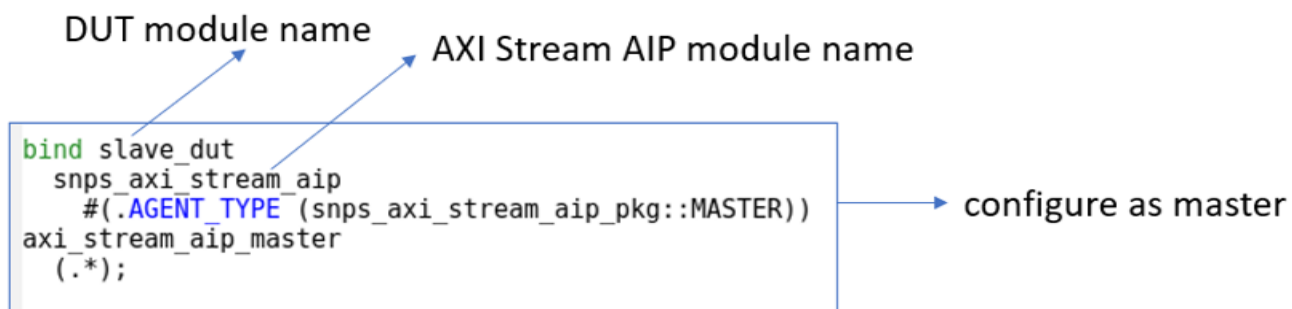 DUT module name
AXI Stream AIP module name
bind slave_dut
snps_axi_stream_aip
#(.AGENT_TYPE (snps_axi_stream_aip_pkg::MASTER))
configure as master
axi_stream_aip_master
(.*);